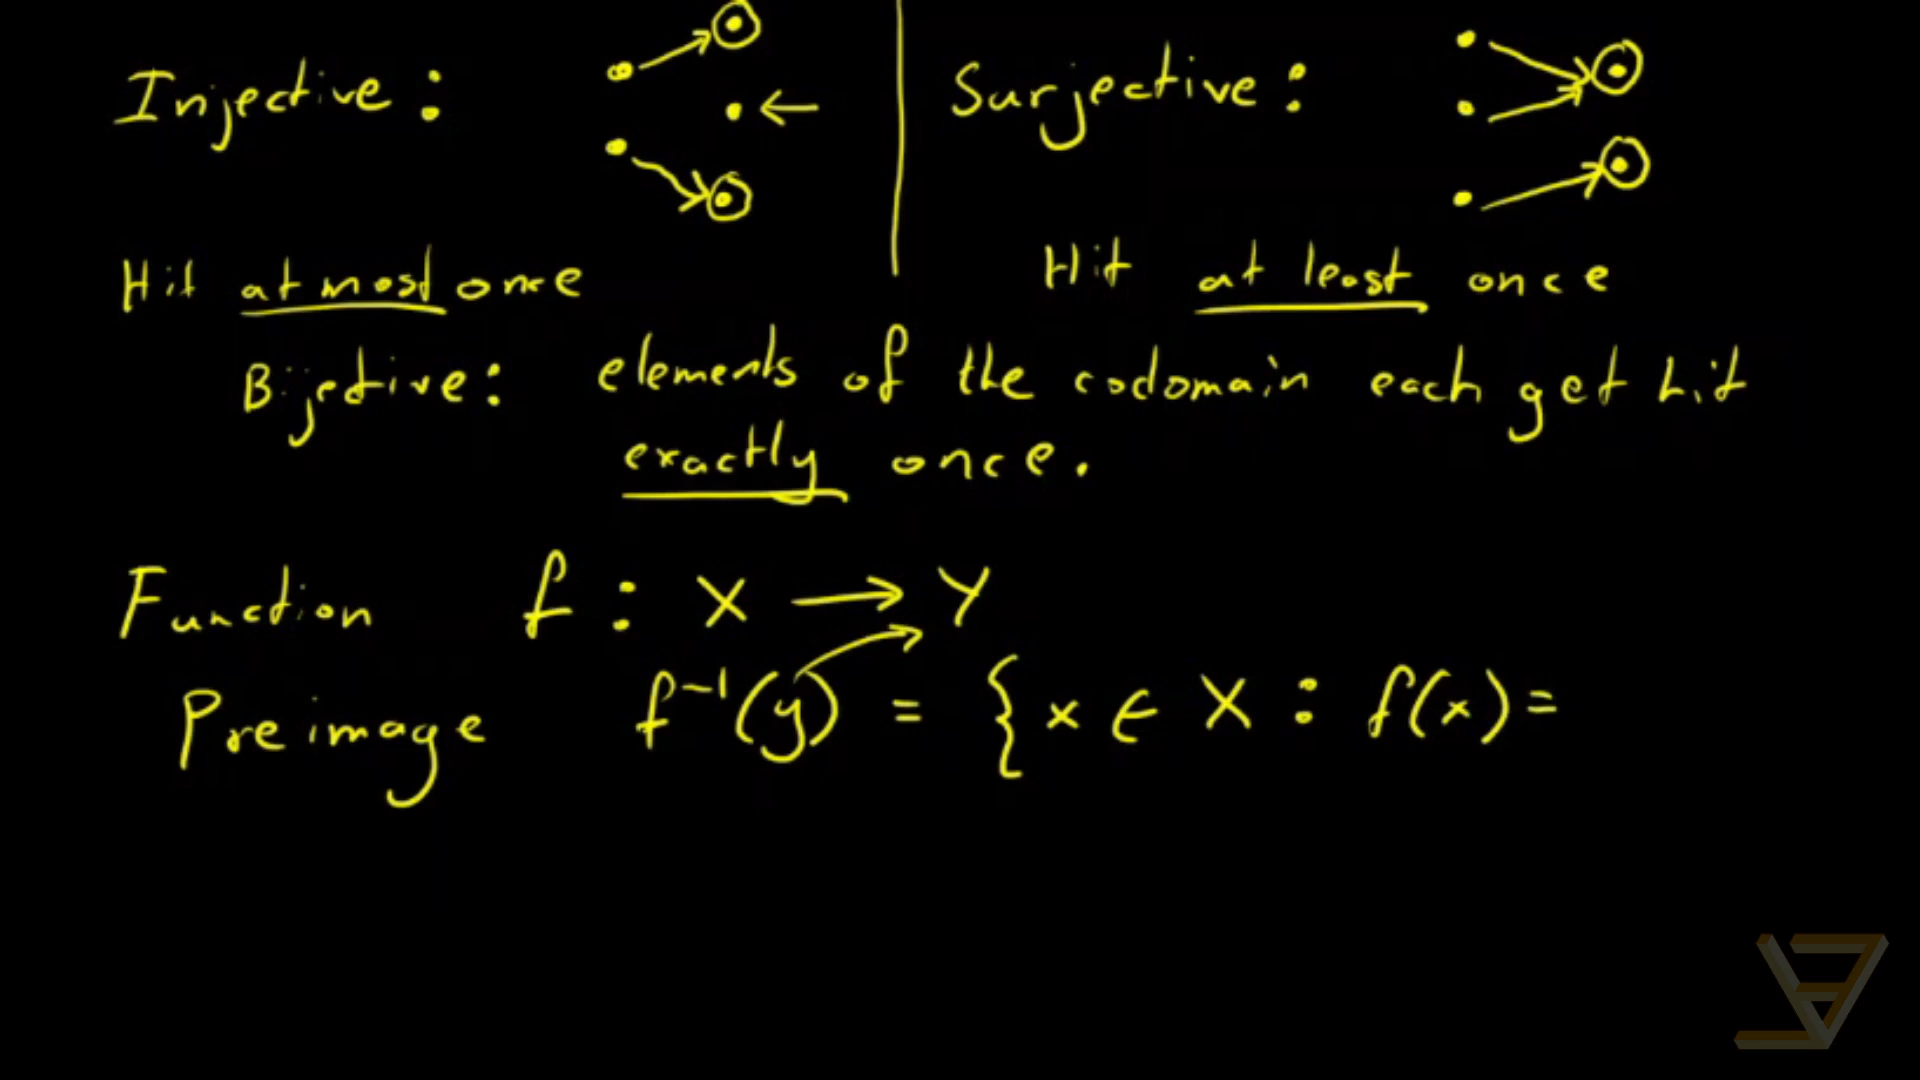 Injective :
Surjective :
Hit at most once
Hit at least once
Bijective : elements of the codomain each get hit
exactly once.
Function f : X → Y
Preimage f⁻¹(y) = { x ∈ X : f(x) =